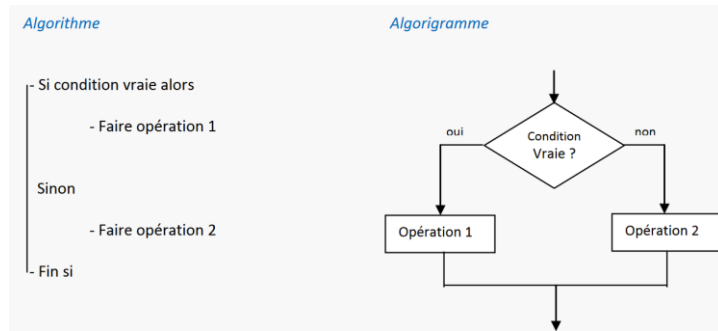 Algorithme
- Si condition vraie alors
- Faire opération 1
Sinon
- Faire opération 2
- Fin si
Algorigramme
oui
Condition
Vraie ?
non
Opération 1
Opération 2